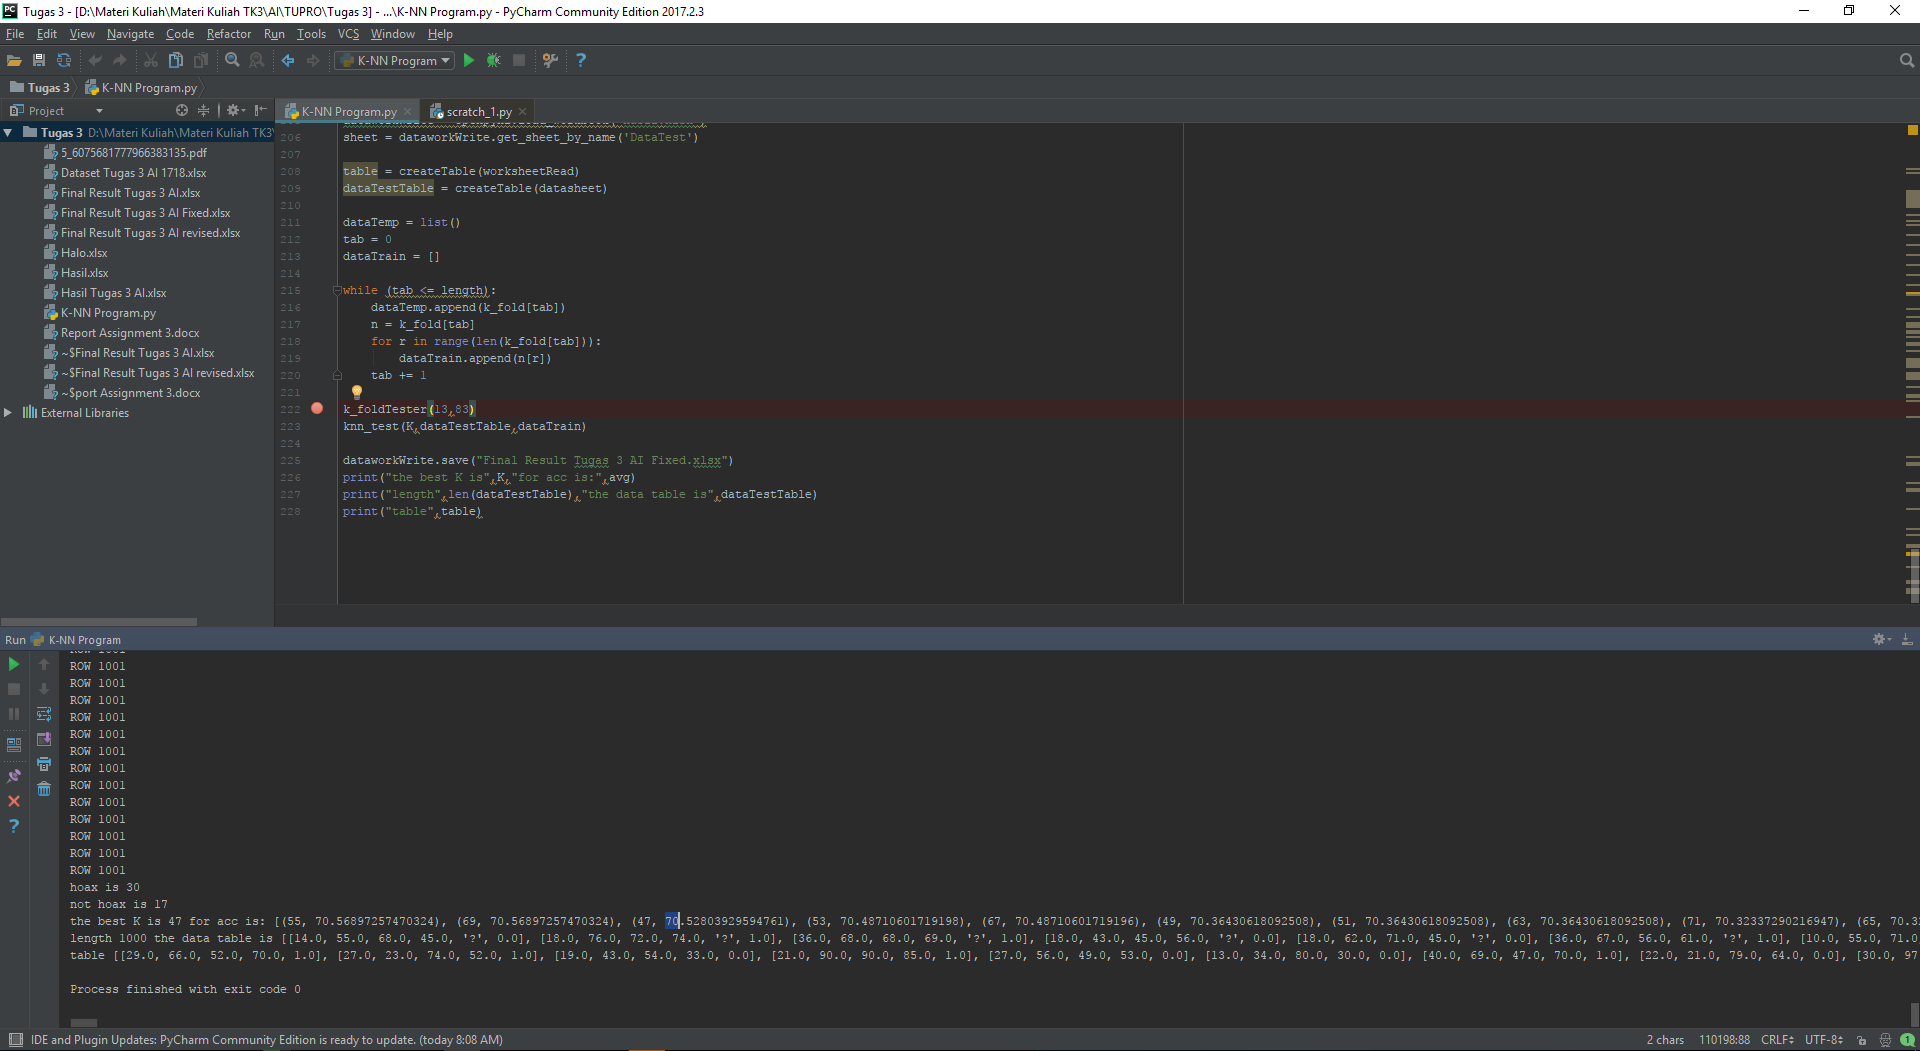 Tugas 3 - [D:\Materi Kuliah\Materi Kuliah TK3\AI\TUPRO\Tugas 3] - ...\K-NN Program.py - PyCharm Community Edition 2017.2.3
File Edit View Navigate Code Refactor Run Tools VCS Window Help
K-NN Program
Tugas 3 K-NN Program.py
Project
K-NN Program.py scratch_1.py
Tugas 3 D:\Materi Kuliah\Materi Kuliah TK3\
5_6075681777966383135.pdf
Dataset Tugas 3 AI 1718.xlsx
Final Result Tugas 3 AI.xlsx
Final Result Tugas 3 AI Fixed.xlsx
Final Result Tugas 3 AI revised.xlsx
Halo.xlsx
Hasil.xlsx
Hasil Tugas 3 AI.xlsx
K-NN Program.py
Report Assignment 3.docx
~$Final Result Tugas 3 AI.xlsx
~$Final Result Tugas 3 AI revised.xlsx
~$port Assignment 3.docx
External Libraries
206 sheet = dataworkWrite.get_sheet_by_name('DataTest')
207
208 table = createTable(worksheetRead)
209 dataTestTable = createTable(datasheet)
210
211 dataTemp = list()
212 tab = 0
213 dataTrain = []
214
215 while (tab <= length):
216 dataTemp.append(k_fold[tab])
217 n = k_fold[tab]
218 for r in range(len(k_fold[tab])):
219 dataTrain.append(n[r])
220 tab += 1
221
222 k_foldTester(13,83)
223 knn_test(K,dataTestTable,dataTrain)
224
225 dataworkWrite.save("Final Result Tugas 3 AI Fixed.xlsx")
226 print("the best K is",K,"for acc is:",avg)
227 print("length",len(dataTestTable),"the data table is",dataTestTable)
228 print("table",table)
Run K-NN Program
ROW 1001
ROW 1001
ROW 1001
ROW 1001
ROW 1001
ROW 1001
ROW 1001
ROW 1001
ROW 1001
ROW 1001
ROW 1001
ROW 1001
ROW 1001
hoax is 30
not hoax is 17
the best K is 47 for acc is: [(55, 70.56897257470324), (69, 70.56897257470324), (47, 70.52803929594761), (53, 70.48710601719198), (67, 70.48710601719196), (49, 70.36430618092508), (51, 70.36430618092508), (63, 70.36430618092508), (71, 70.32337290216947), (65, 70.3
length 1000 the data table is [[14.0, 55.0, 68.0, 45.0, '?', 0.0], [18.0, 76.0, 72.0, 74.0, '?', 1.0], [36.0, 68.0, 68.0, 69.0, '?', 1.0], [18.0, 43.0, 45.0, 56.0, '?', 0.0], [18.0, 62.0, 71.0, 45.0, '?', 0.0], [36.0, 67.0, 56.0, 61.0, '?', 1.0], [10.0, 55.0, 71.0
table [[29.0, 66.0, 52.0, 70.0, 1.0], [27.0, 23.0, 74.0, 52.0, 1.0], [19.0, 43.0, 54.0, 33.0, 0.0], [21.0, 90.0, 90.0, 85.0, 1.0], [27.0, 56.0, 49.0, 53.0, 0.0], [13.0, 34.0, 80.0, 30.0, 0.0], [40.0, 69.0, 47.0, 70.0, 1.0], [22.0, 21.0, 79.0, 64.0, 0.0], [30.0, 97
Process finished with exit code 0
IDE and Plugin Updates: PyCharm Community Edition is ready to update. (today 8:08 AM) 2 chars 110198:88 CRLF UTF-8 1